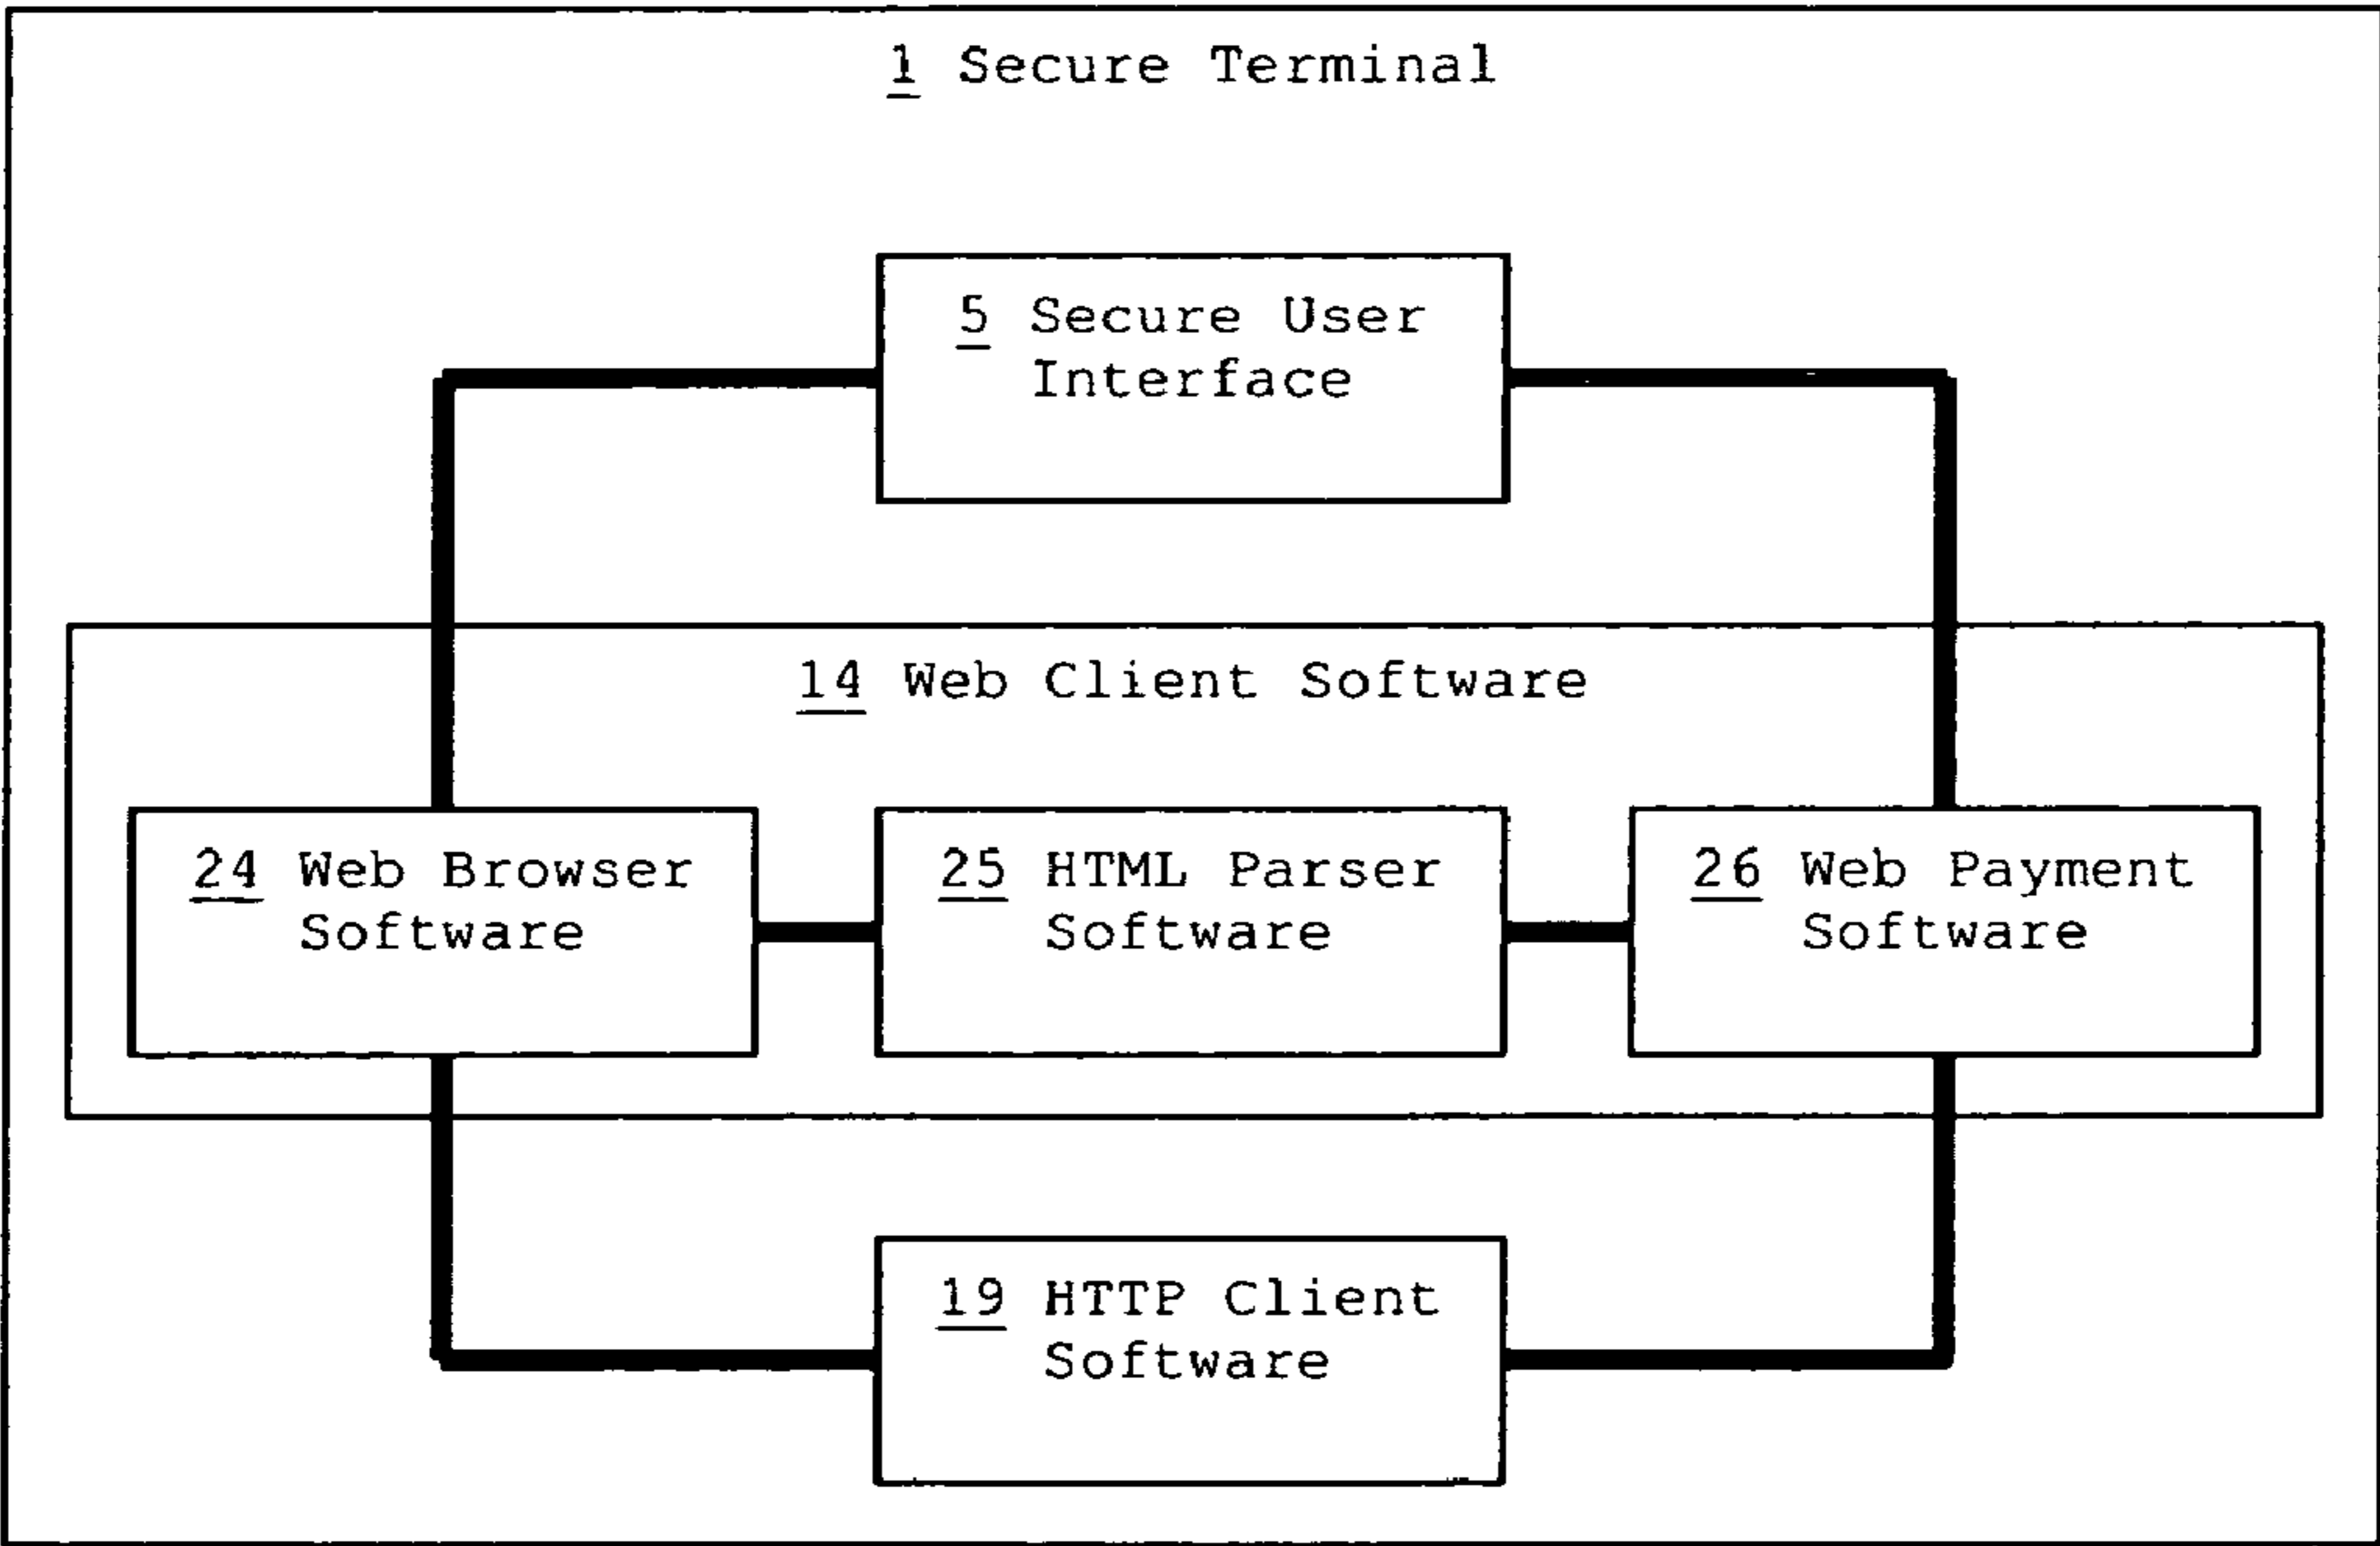 1 Secure Terminal
5 Secure User
Interface
14 Web Client Software
24 Web Browser
Software
25 HTML Parser
Software
26 Web Payment
Software
19 HTTP Client
Software